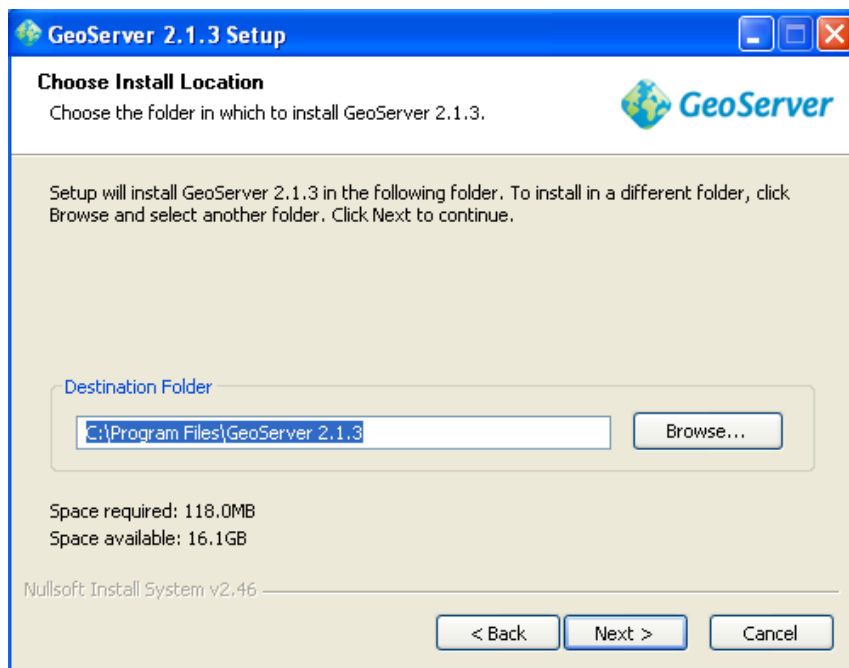 GeoServer 2.1.3 Setup
Choose Install Location
Choose the folder in which to install GeoServer 2.1.3.
GeoServer
Setup will install GeoServer 2.1.3 in the following folder. To install in a different folder, click
Browse and select another folder. Click Next to continue.
Destination Folder
C:\Program Files\GeoServer 2.1.3
Browse...
Space required: 118.0MB
Space available: 16.1GB
Nullsoft Install System v2.46
< Back
Next >
Cancel